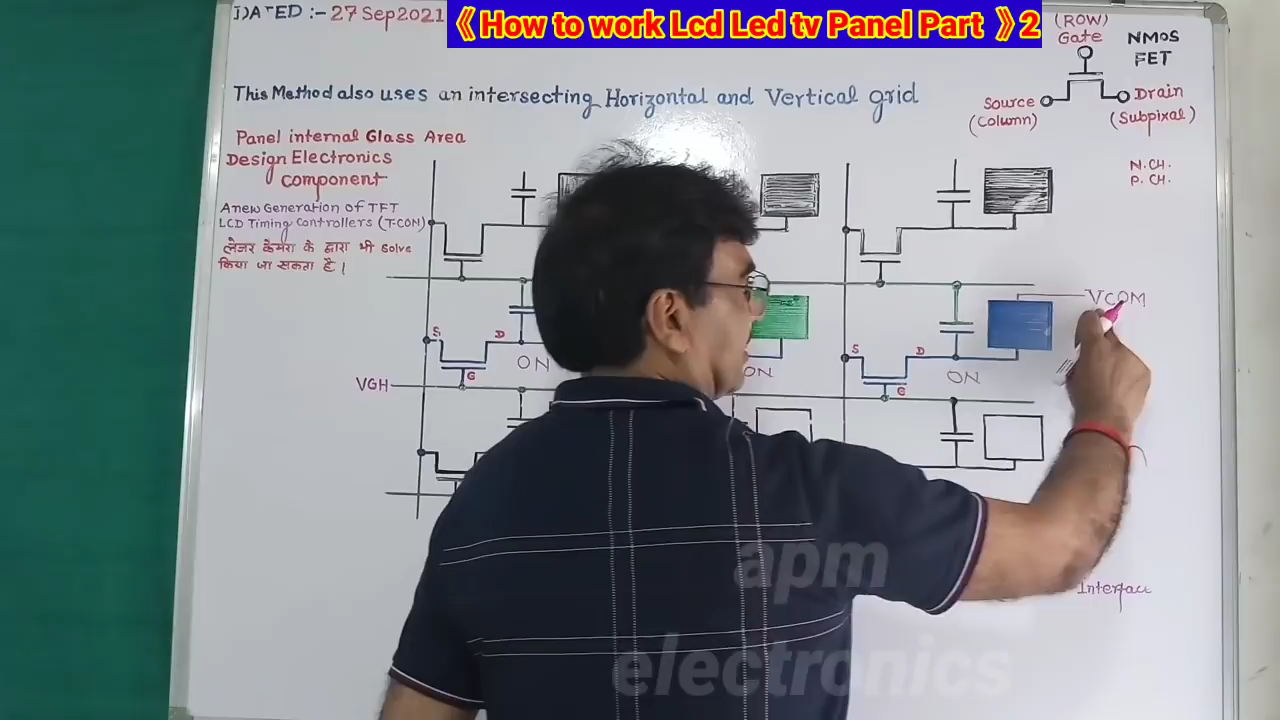 DATED :- 27 Sep 2021
《 How to work Lcd Led tv Panel Part 》2
(ROW)
Gate
NMOS
FET
Source
(Column)
Drain
(Subpixal)
This Method also uses an intersecting Horizontal and Vertical grid
Panel internal Glass Area
Design Electronics
component
N.CH.
P. CH.
A new Generation of TFT
LCD Timing Controllers (T-CON)
लेजर कैमरा के द्वारा भी Solve
किया जा सकता है।
VCOM
S
D
G
ON
ON
S
D
G
ON
VGH
apm
electronics
Interface